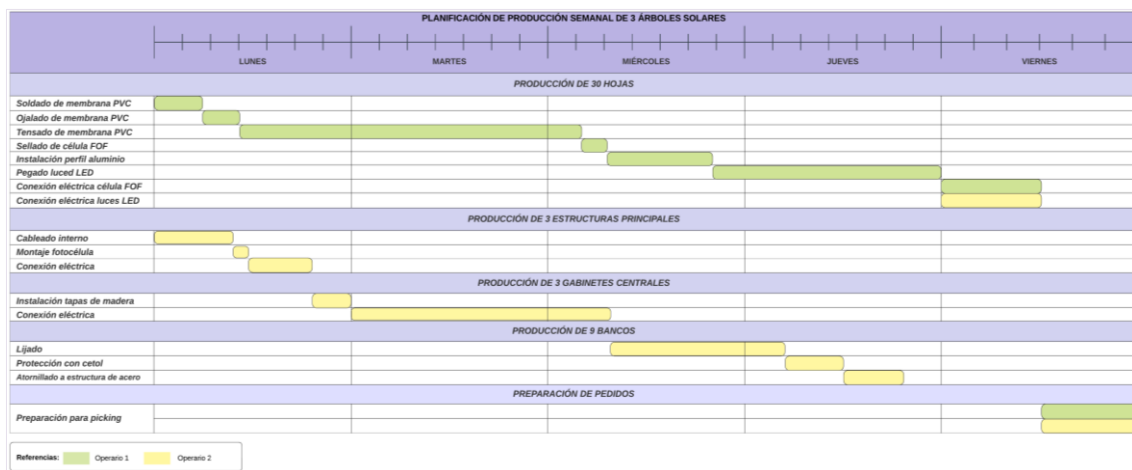 PLANIFICACIÓN DE PRODUCCIÓN SEMANAL DE 3 ÁRBOLES SOLARES
LUNES MARTES MIÉRCOLES JUEVES VIERNES
PRODUCCIÓN DE 30 HOJAS
Soldado de membrana PVC
Ojalado de membrana PVC
Tensado de membrana PVC
Sellado de célula FOF
Instalación perfil aluminio
Pegado luced LED
Conexión eléctrica célula FOF
Conexión eléctrica luces LED
PRODUCCIÓN DE 3 ESTRUCTURAS PRINCIPALES
Cableado interno
Montaje fotocélula
Conexión eléctrica
PRODUCCIÓN DE 3 GABINETES CENTRALES
Instalación tapas de madera
Conexión eléctrica
PRODUCCIÓN DE 9 BANCOS
Lijado
Protección con cetol
Atornillado a estructura de acero
PREPARACIÓN DE PEDIDOS
Preparación para picking
Referencias: Operario 1 Operario 2